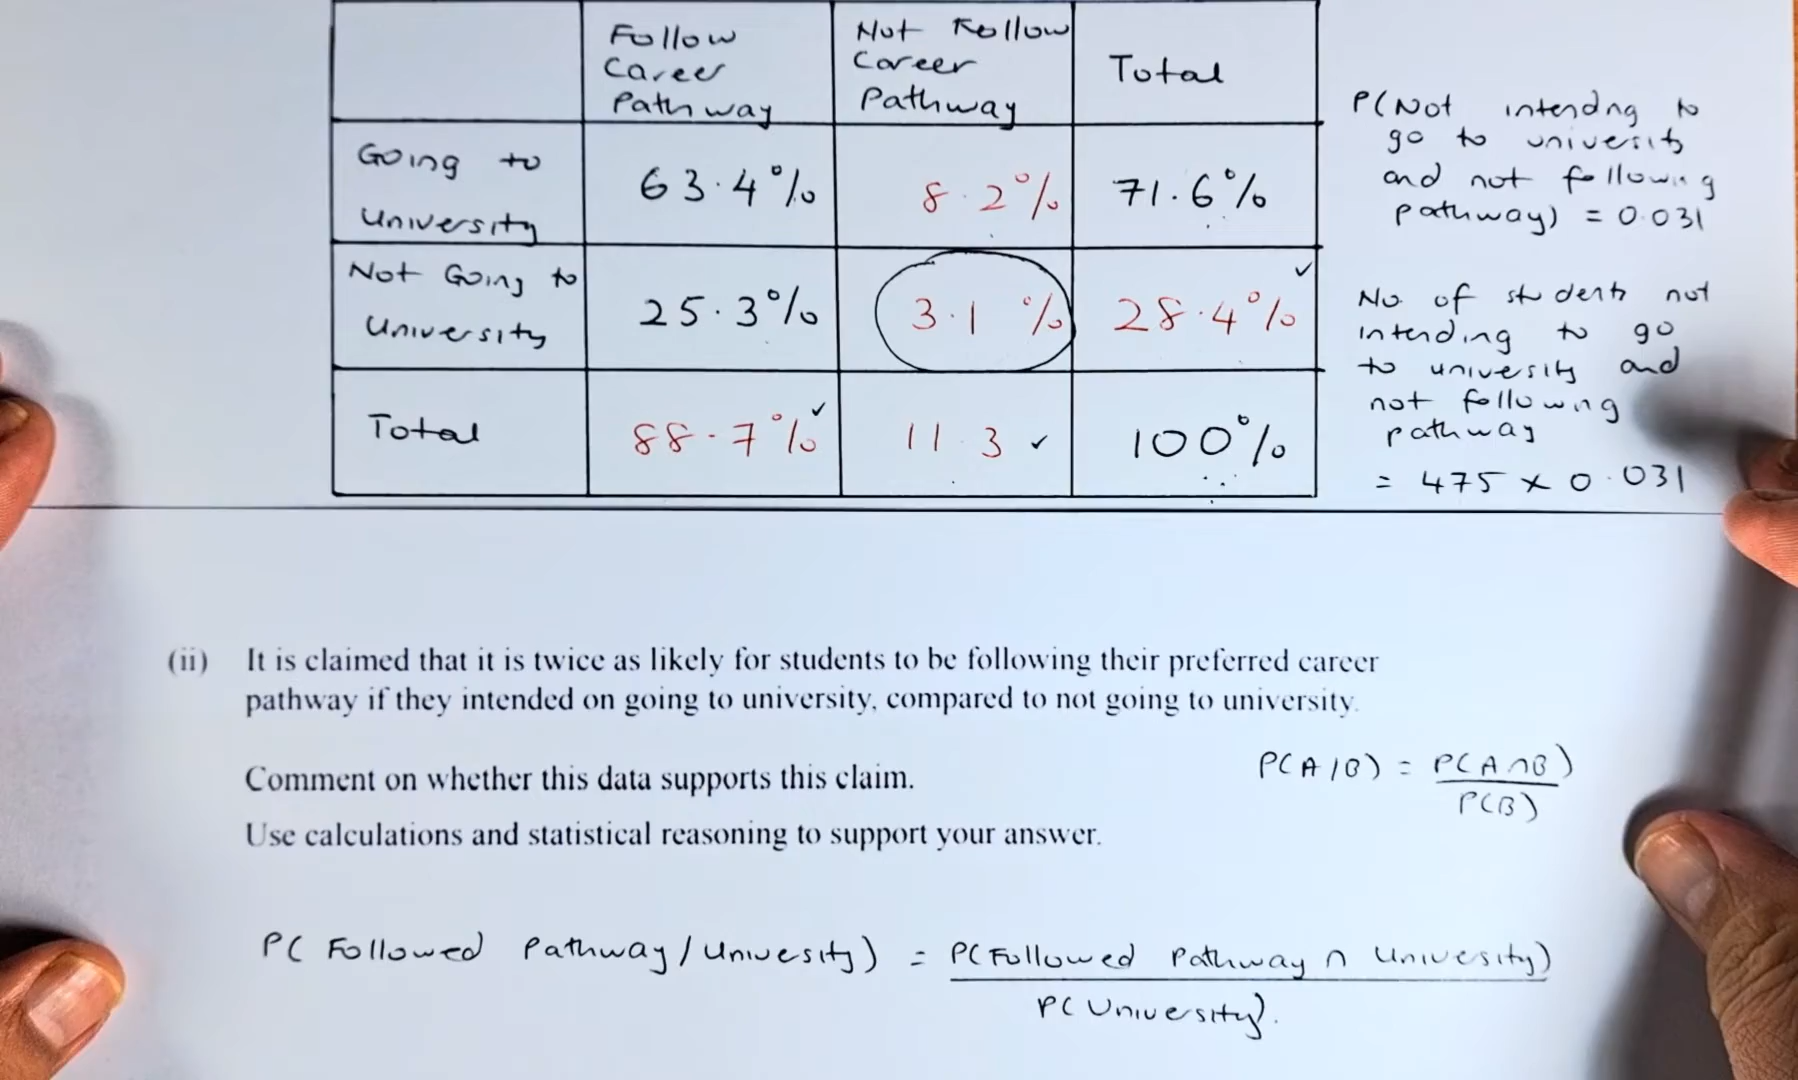 Follow
Career
Pathway
Not Follow
Career
Pathway
Total
Going to
University
63.4%
8.2%
71.6%
Not Going to
University
25.3%
3.1%
28.4% ✓
Total
88.7% ✓
11.3 ✓
100%
P(Not intendng to
go to universit
and not following
pathway) = 0.031
No of students not
intending to go
to university and
not following
pathway
= 475 x 0.031
(ii) It is claimed that it is twice as likely for students to be following their preferred career
pathway if they intended on going to university, compared to not going to university.
Comment on whether this data supports this claim.
P(A/B) = P(A∩B)
P(B)
Use calculations and statistical reasoning to support your answer.
P( Followed Pathway/University) = P(Followed Pathway ∩ University)
P(University).